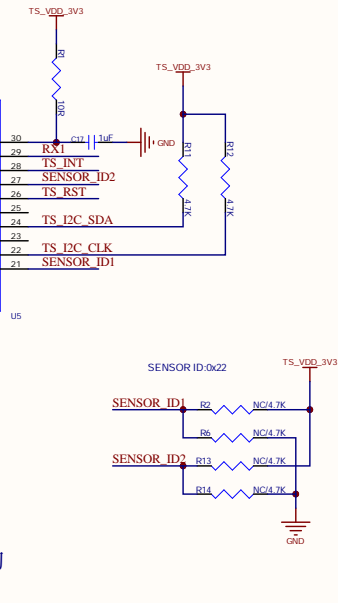 TS_VDD_3V3
R1
10R
TS_VDD_3V3
30
C17
1uF
GND
29
RX1
28
TS_INT
27
SENSOR_ID2
26
TS_RST
25
24
TS_I2C_SDA
23
22
TS_I2C_CLK
21
SENSOR_ID1
R11
4.7K
R12
4.7K
U5
SENSOR ID:0x22
TS_VDD_3V3
SENSOR_ID1
R2
NC/4.7K
R6
NC/4.7K
SENSOR_ID2
R13
NC/4.7K
R14
NC/4.7K
GND